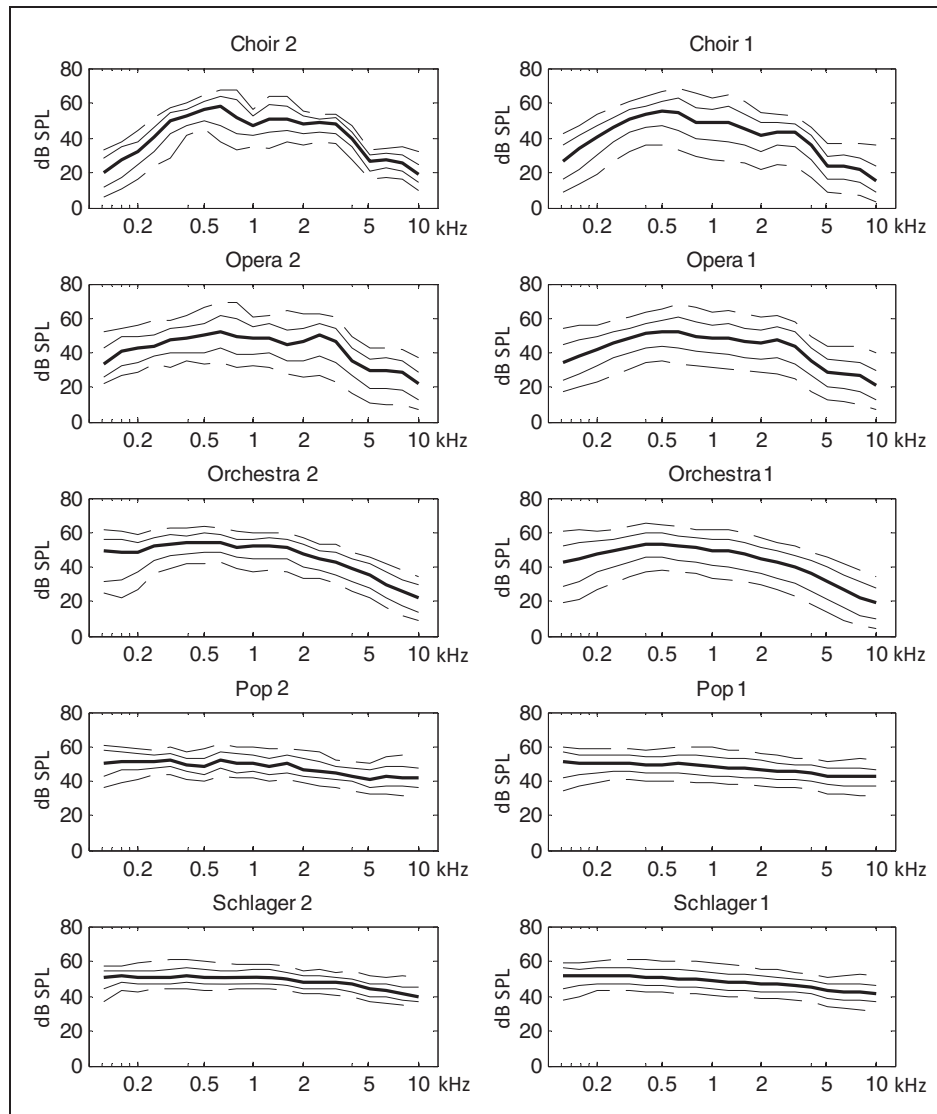 Choir 2
Choir 1
80
60
40
20
0
dB SPL
0.2 0.5 1 2 5 10 kHz
80
60
40
20
0
dB SPL
0.2 0.5 1 2 5 10 kHz
Opera 2
Opera 1
80
60
40
20
0
dB SPL
0.2 0.5 1 2 5 10 kHz
80
60
40
20
0
dB SPL
0.2 0.5 1 2 5 10 kHz
Orchestra 2
Orchestra 1
80
60
40
20
0
dB SPL
0.2 0.5 1 2 5 10 kHz
80
60
40
20
0
dB SPL
0.2 0.5 1 2 5 10 kHz
Pop 2
Pop 1
80
60
40
20
0
dB SPL
0.2 0.5 1 2 5 10 kHz
80
60
40
20
0
dB SPL
0.2 0.5 1 2 5 10 kHz
Schlager 2
Schlager 1
80
60
40
20
0
dB SPL
0.2 0.5 1 2 5 10 kHz
80
60
40
20
0
dB SPL
0.2 0.5 1 2 5 10 kHz